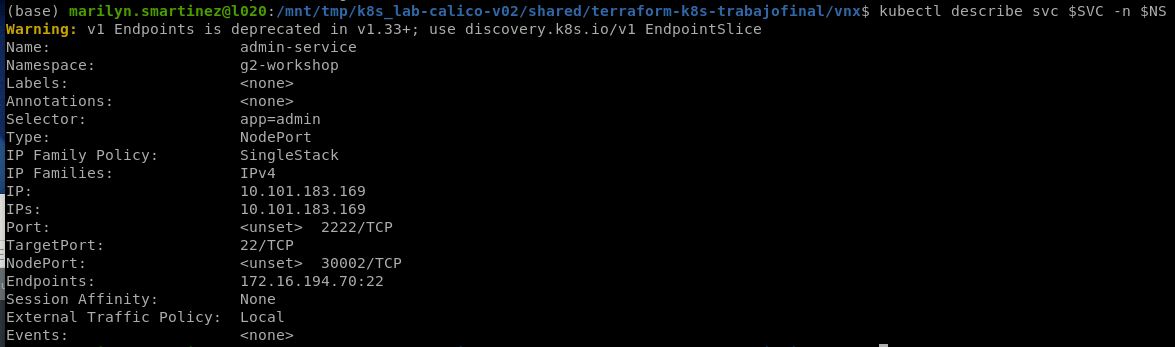 (base) marilyn.smartinez@l020:/mnt/tmp/k8s_lab-calico-v02/shared/terraform-k8s-trabajofinal/vnx$ kubectl describe svc $SVC -n $NS
Warning: v1 Endpoints is deprecated in v1.33+; use discovery.k8s.io/v1 EndpointSlice
Name:                     admin-service
Namespace:                g2-workshop
Labels:                   <none>
Annotations:              <none>
Selector:                 app=admin
Type:                     NodePort
IP Family Policy:         SingleStack
IP Families:              IPv4
IP:                       10.101.183.169
IPs:                      10.101.183.169
Port:                     <unset>  2222/TCP
TargetPort:               22/TCP
NodePort:                 <unset>  30002/TCP
Endpoints:                172.16.194.70:22
Session Affinity:         None
External Traffic Policy:  Local
Events:                   <none>